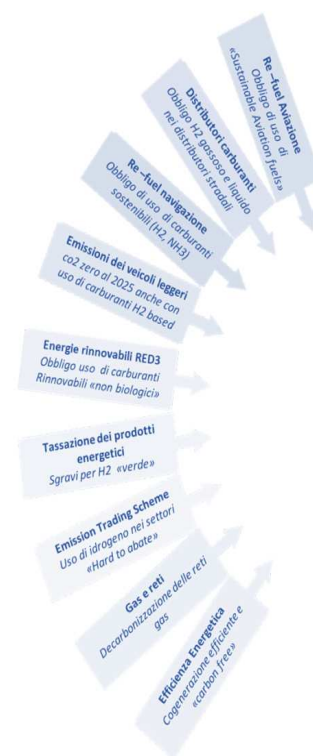 Re –fuel Aviazione
Obbligo di uso di
«Sustainable Aviation fuels»
Distributori carburanti
Obbligo H2 gassoso e liquido
nei distributori stradali
Re –fuel navigazione
Obbligo di uso di carburanti
sostenibili (H2, NH3)
Emissioni dei veicoli leggeri
co2 zero al 2025 anche con
uso di carburanti H2 based
Energie rinnovabili RED3
Obbligo uso di carburanti
Rinnovabili «non biologici»
Tassazione dei prodotti
energetici
Sgravi per H2 «verde»
Emission Trading Scheme
Uso di idrogeno nei settori
«Hard to abate»
Gas e reti
Decarbonizzazione delle reti
gas
Efficienza Energetica
Cogenerazione efficiente e
«carbon free»